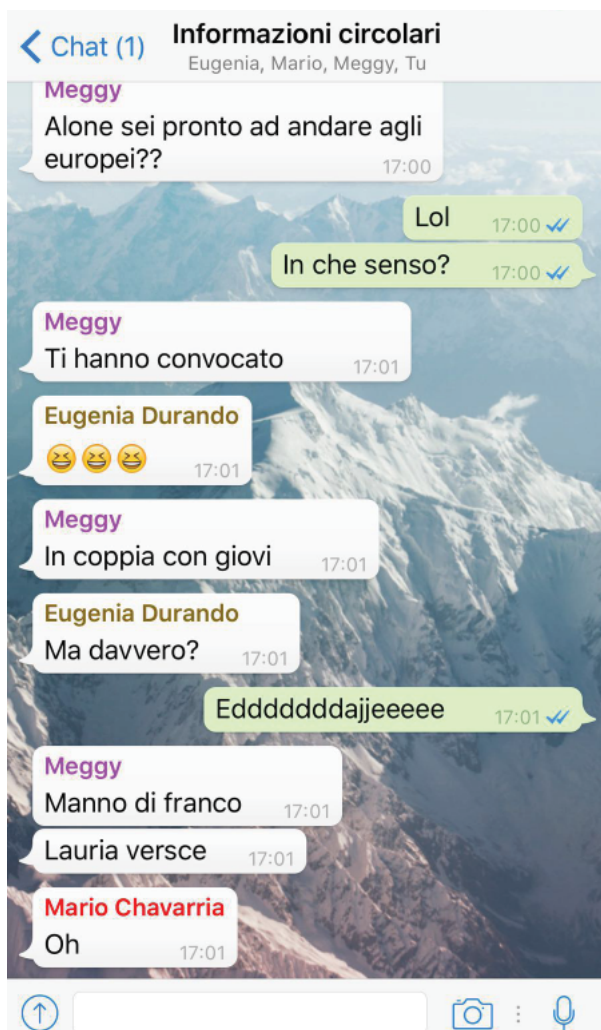 Chat (1)
Informazioni circolari
Eugenia, Mario, Meggy, Tu
Meggy
Alone sei pronto ad andare agli
europei??
17:00
Lol
17:00
In che senso?
17:00
Meggy
Ti hanno convocato
17:01
Eugenia Durando
😆😆😆
17:01
Meggy
In coppia con giovi
17:01
Eugenia Durando
Ma davvero?
17:01
Edddddddajjeeeee
17:01
Meggy
Manno di franco
17:01
Lauria versce
17:01
Mario Chavarria
Oh
17:01